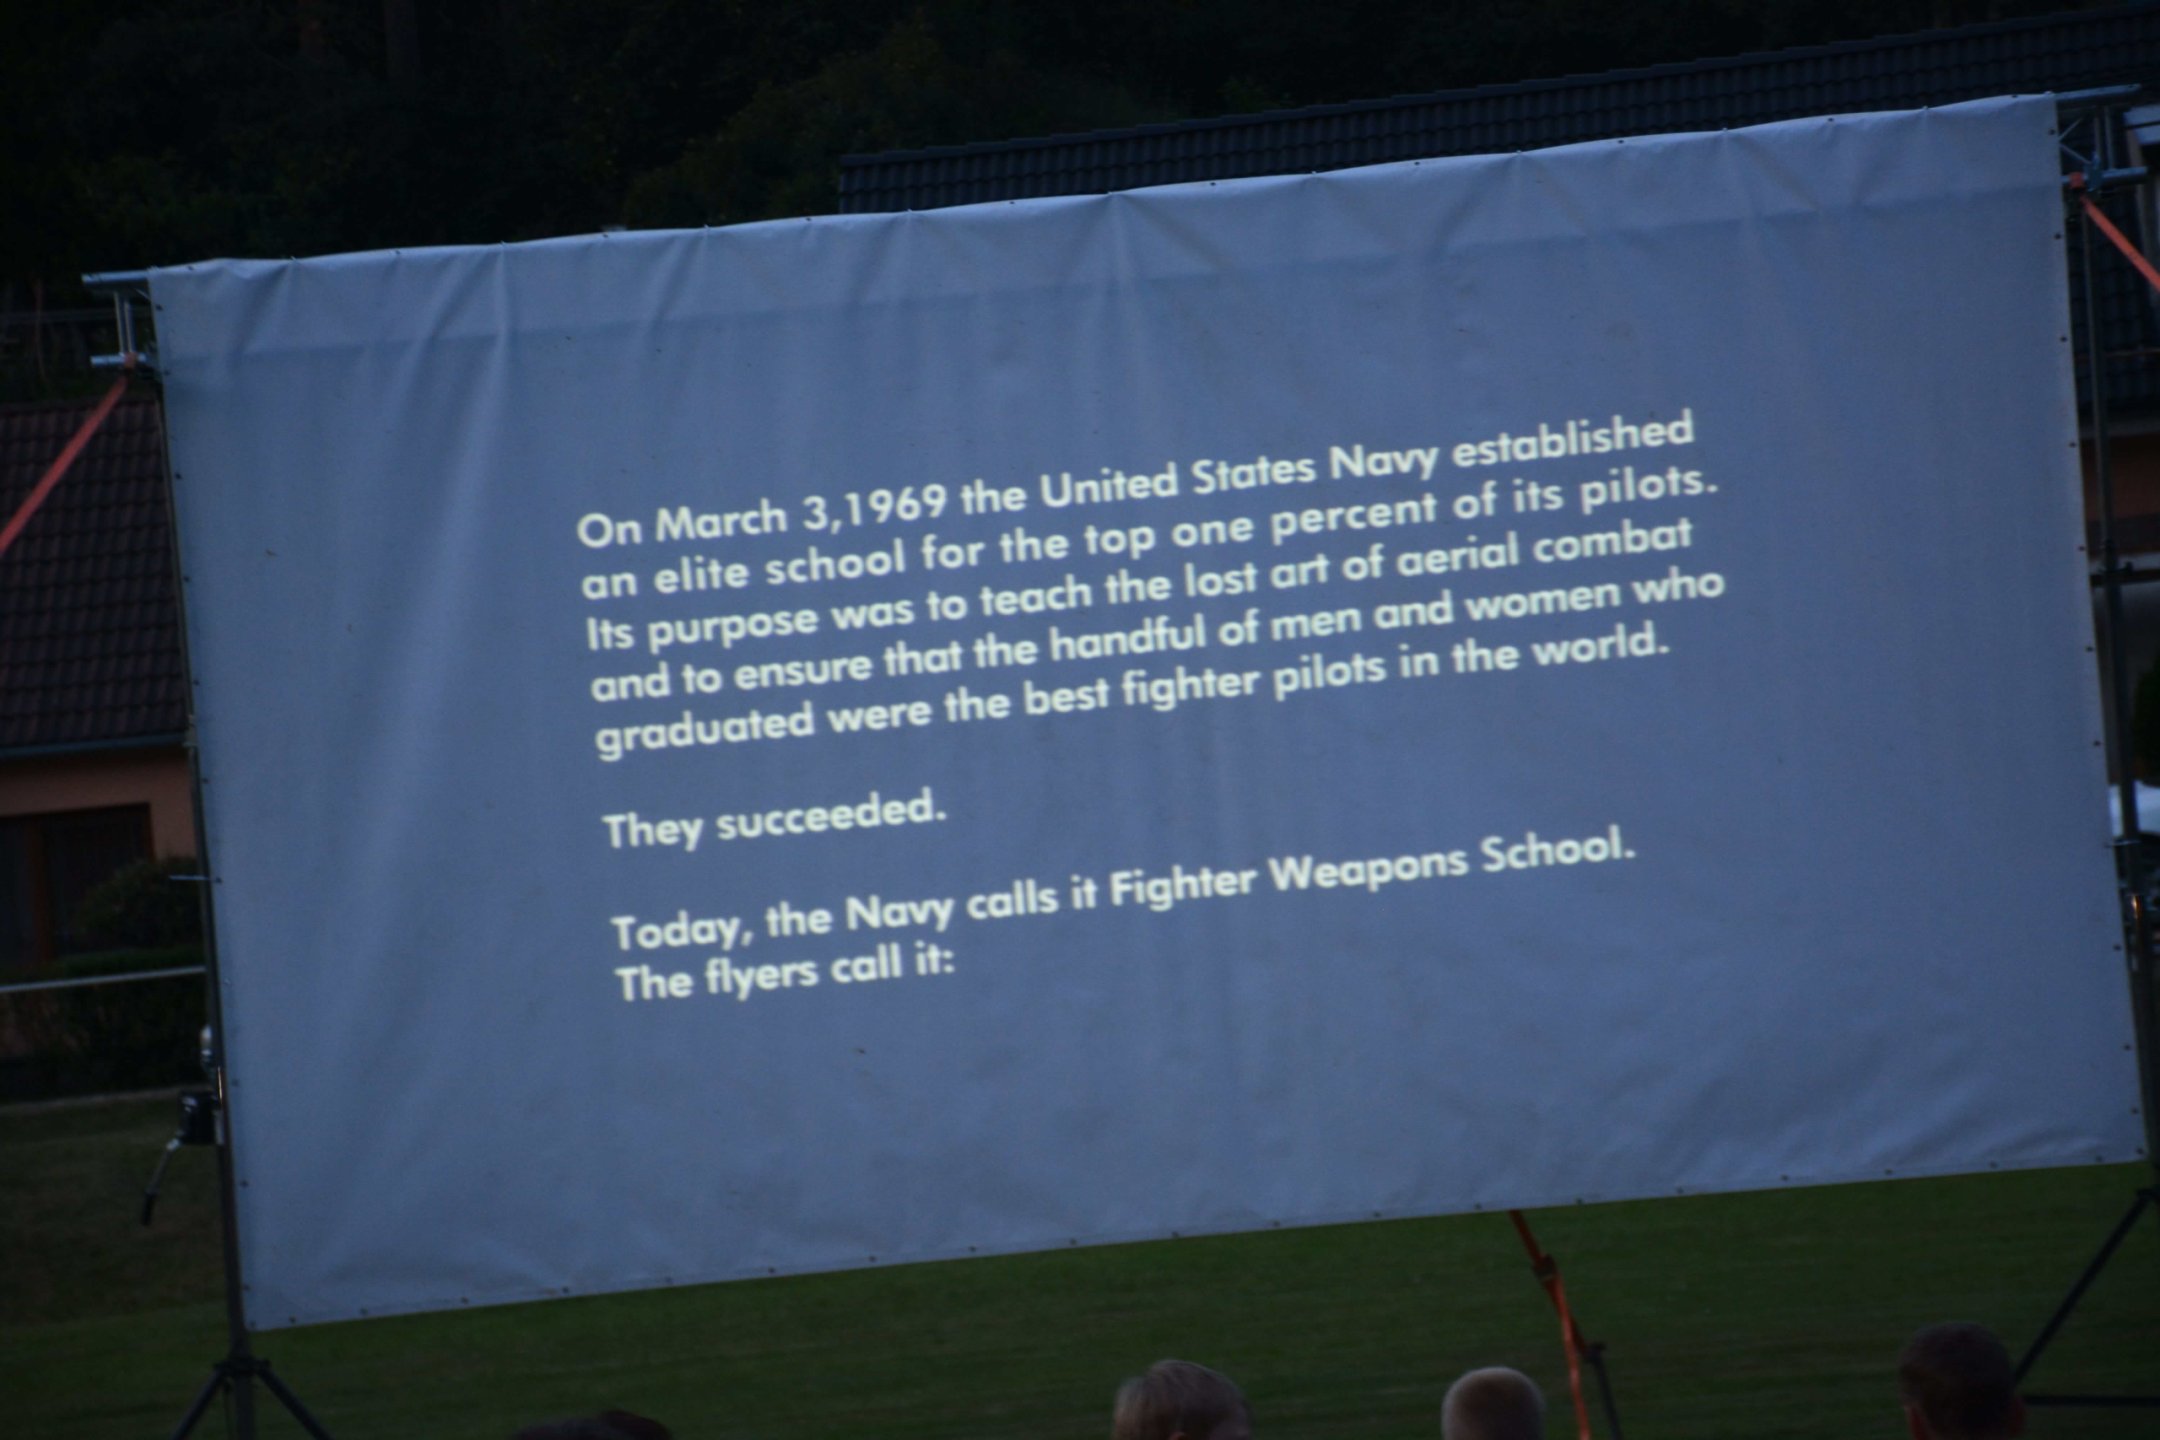 On March 3,1969 the United States Navy established
an elite school for the top one percent of its pilots.
Its purpose was to teach the lost art of aerial combat
and to ensure that the handful of men and women who
graduated were the best fighter pilots in the world.
They succeeded.
Today, the Navy calls it Fighter Weapons School.
The flyers call it: